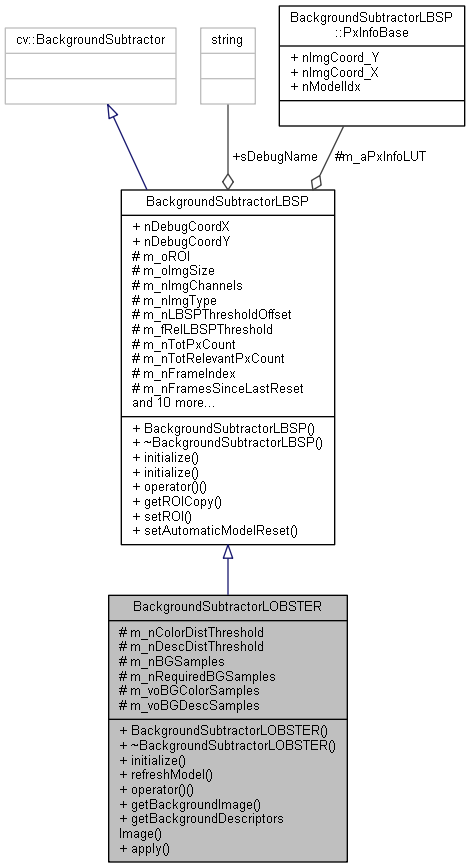 cv::BackgroundSubtractor
string
BackgroundSubtractorLBSP
::PxInfoBase
+ nImgCoord_Y
+ nImgCoord_X
+ nModelIdx
+sDebugName
#m_aPxInfoLUT
BackgroundSubtractorLBSP
+ nDebugCoordX
+ nDebugCoordY
# m_oROI
# m_oImgSize
# m_nImgChannels
# m_nImgType
# m_nLBSPThresholdOffset
# m_fRelLBSPThreshold
# m_nTotPxCount
# m_nTotRelevantPxCount
# m_nFrameIndex
# m_nFramesSinceLastReset
and 10 more...
+ BackgroundSubtractorLBSP()
+ ~BackgroundSubtractorLBSP()
+ initialize()
+ initialize()
+ operator()()
+ getROICopy()
+ setROI()
+ setAutomaticModelReset()
BackgroundSubtractorLOBSTER
# m_nColorDistThreshold
# m_nDescDistThreshold
# m_nBGSamples
# m_nRequiredBGSamples
# m_voBGColorSamples
# m_voBGDescSamples
+ BackgroundSubtractorLOBSTER()
+ ~BackgroundSubtractorLOBSTER()
+ initialize()
+ refreshModel()
+ operator()()
+ getBackgroundImage()
+ getBackgroundDescriptors
Image()
+ apply()